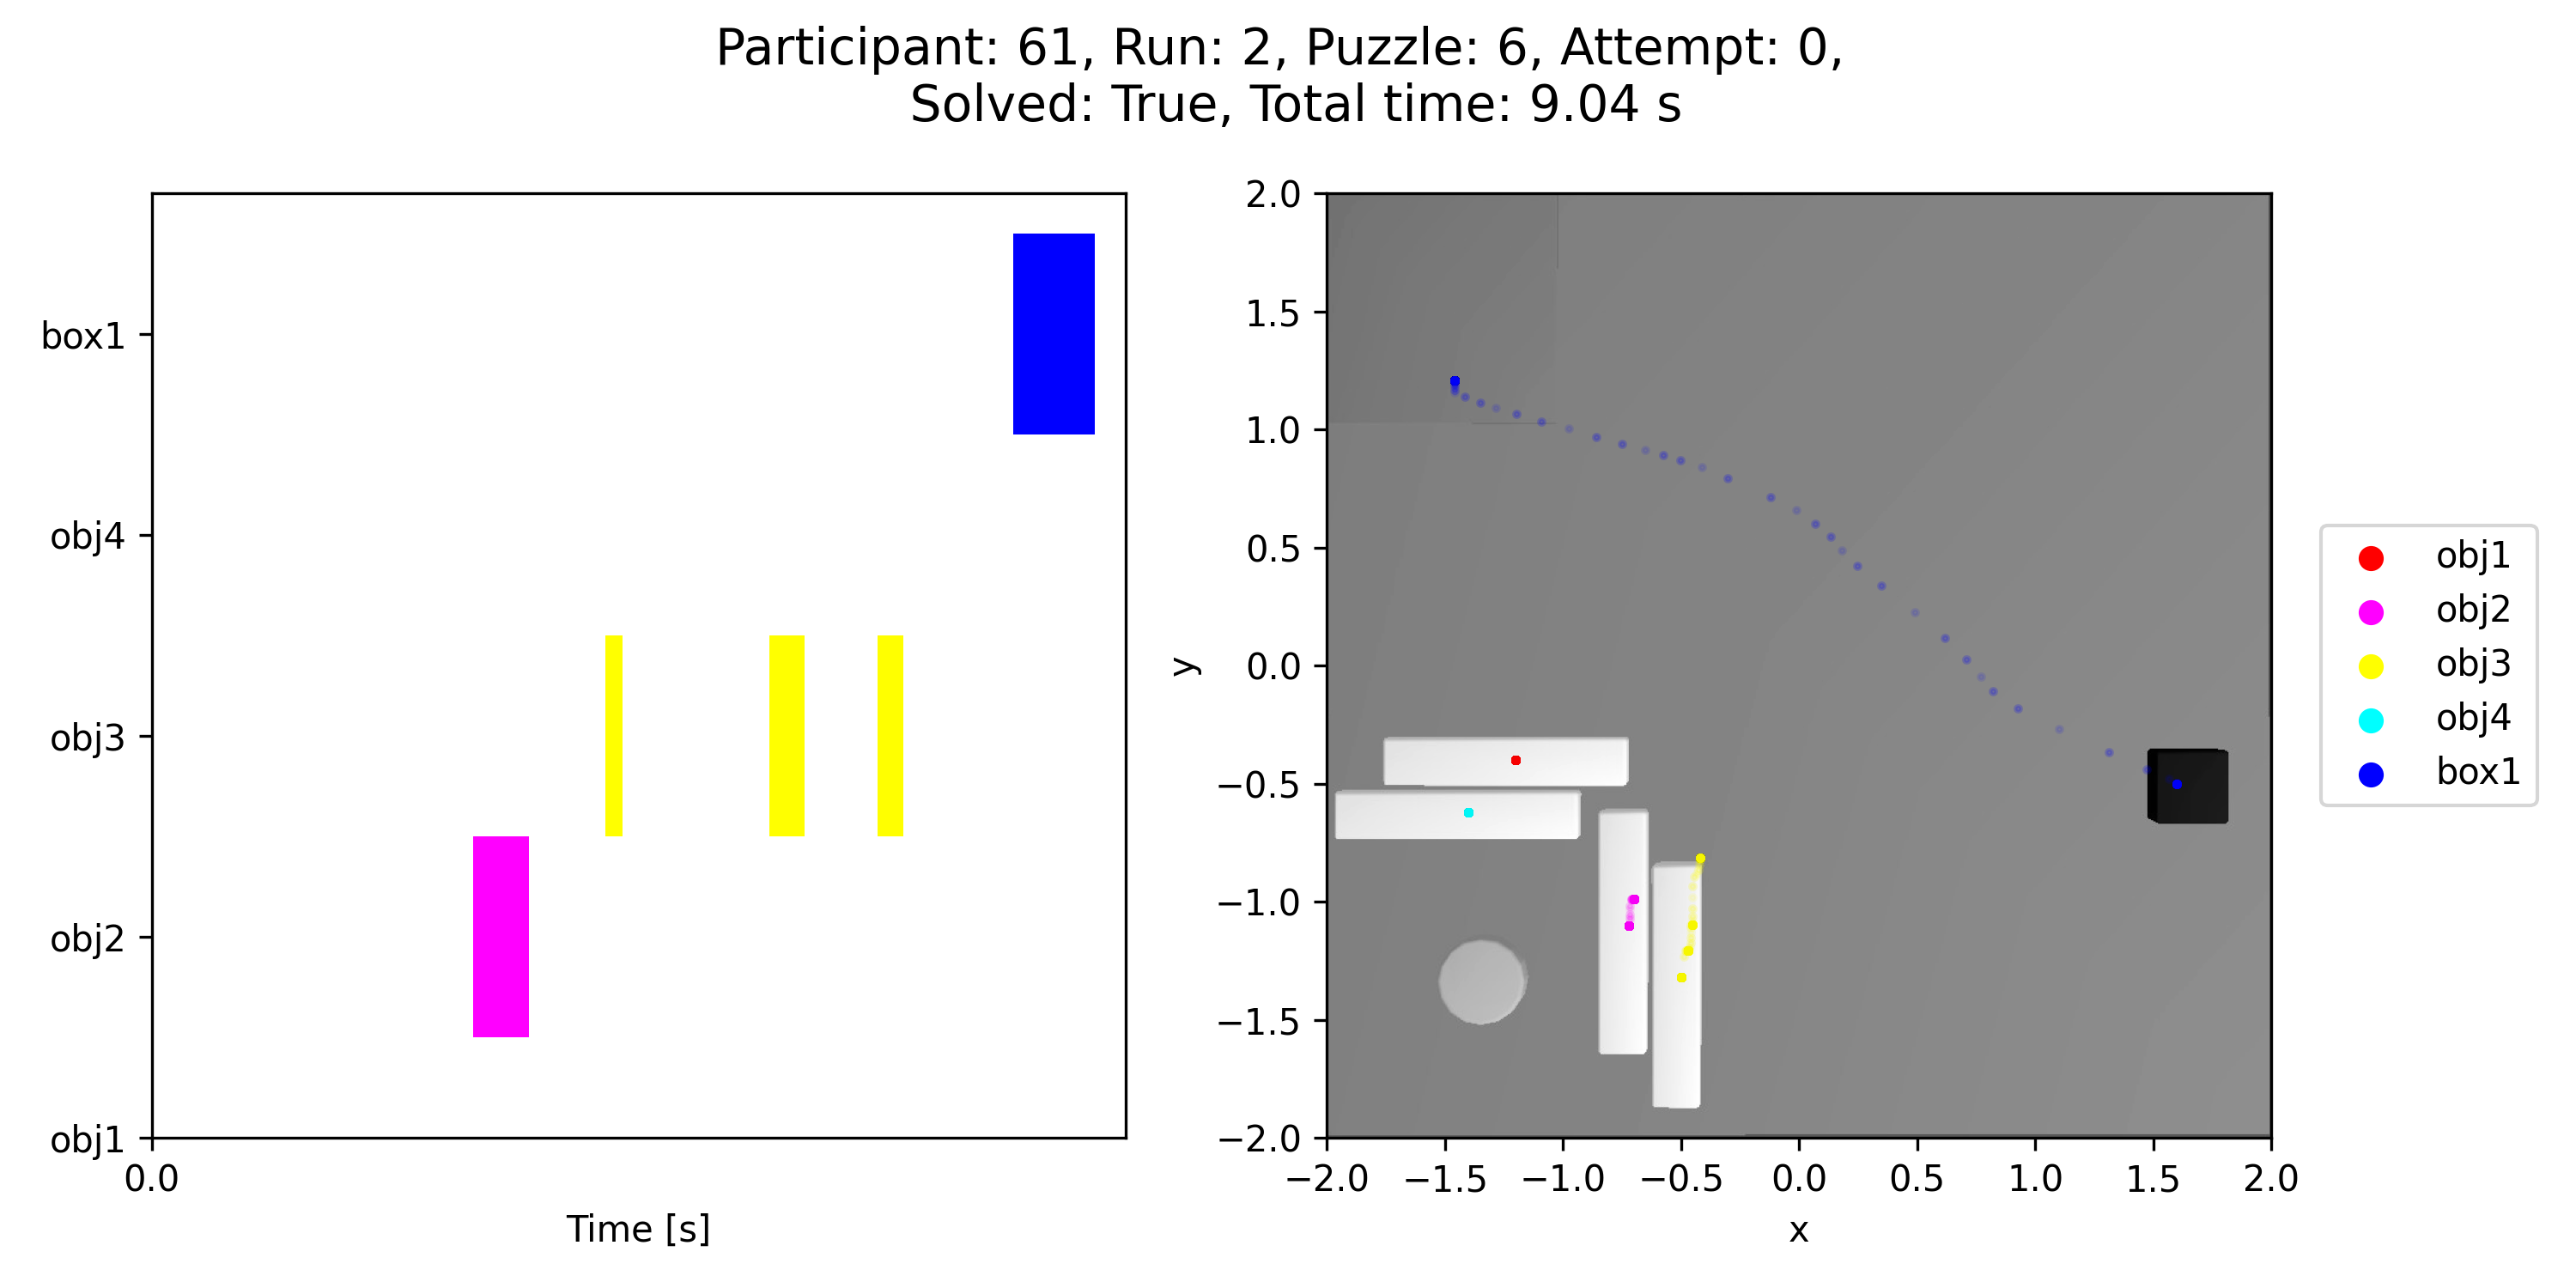 Participant: 61, Run: 2, Puzzle: 6, Attempt: 0,
Solved: True, Total time: 9.04 s
box1
obj4
obj3
obj2
obj1
0.0
Time [s]
2.0
1.5
1.0
0.5
0.0
−0.5
−1.0
−1.5
−2.0
y
−2.0 −1.5 −1.0 −0.5 0.0 0.5 1.0 1.5 2.0
x
obj1
obj2
obj3
obj4
box1